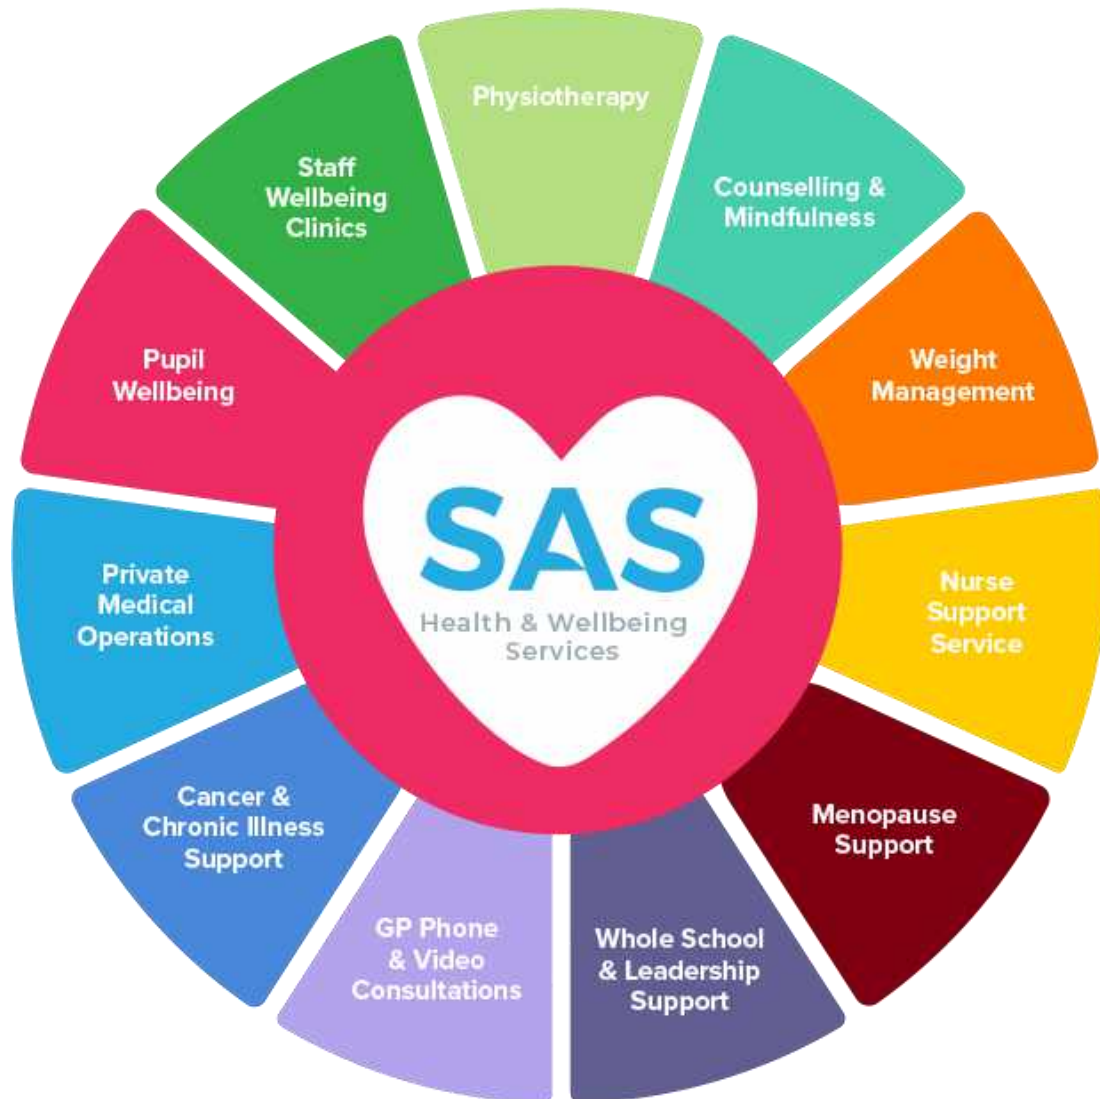 Physiotherapy
Counselling &
Mindfulness
Weight
Management
Nurse
Support
Service
Menopause
Support
Whole School
& Leadership
Support
GP Phone
& Video
Consultations
Cancer &
Chronic Illness
Support
Private
Medical
Operations
Pupil
Wellbeing
Staff
Wellbeing
Clinics
SAS
Health & Wellbeing
Services